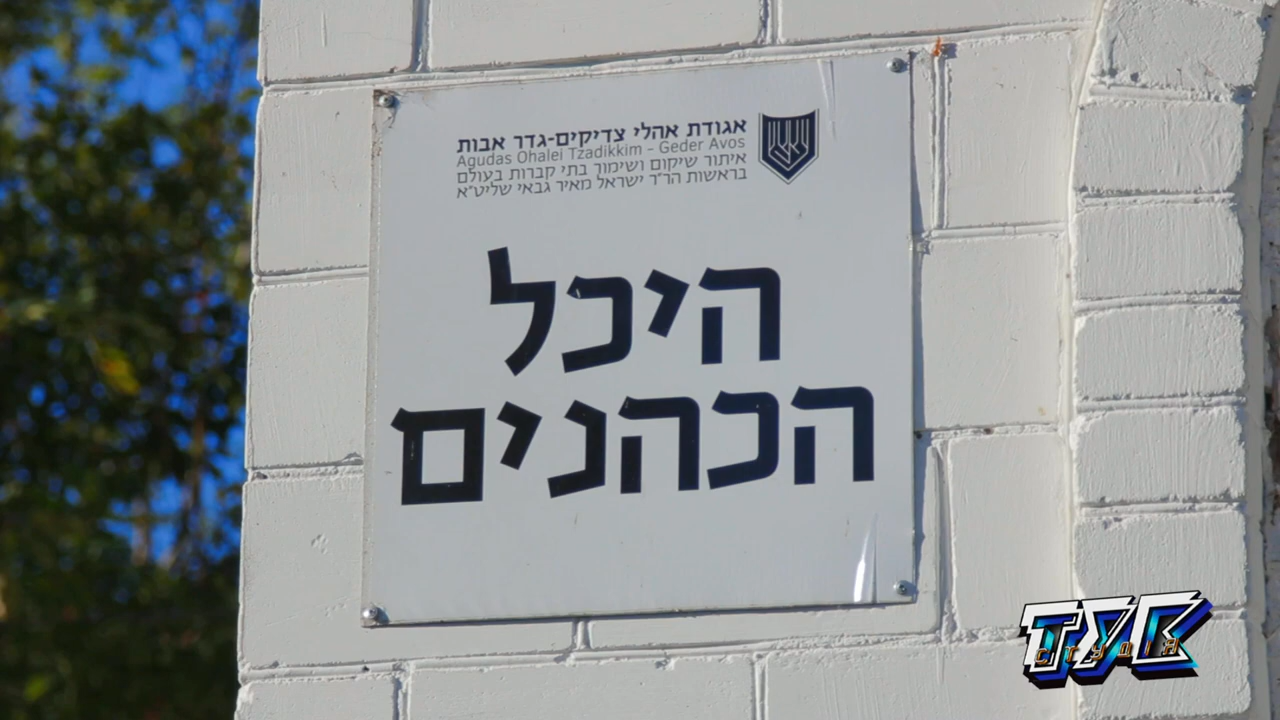 אגודת אהלי צדיקים-גדר אבות
Agudas Ohalei Tzadikkim - Geder Avos
איתור שיקום ושימור בתי קברות בעולם
בראשות הר"ר ישראל מאיר גבאי שליט"א
היכל
הכהנים